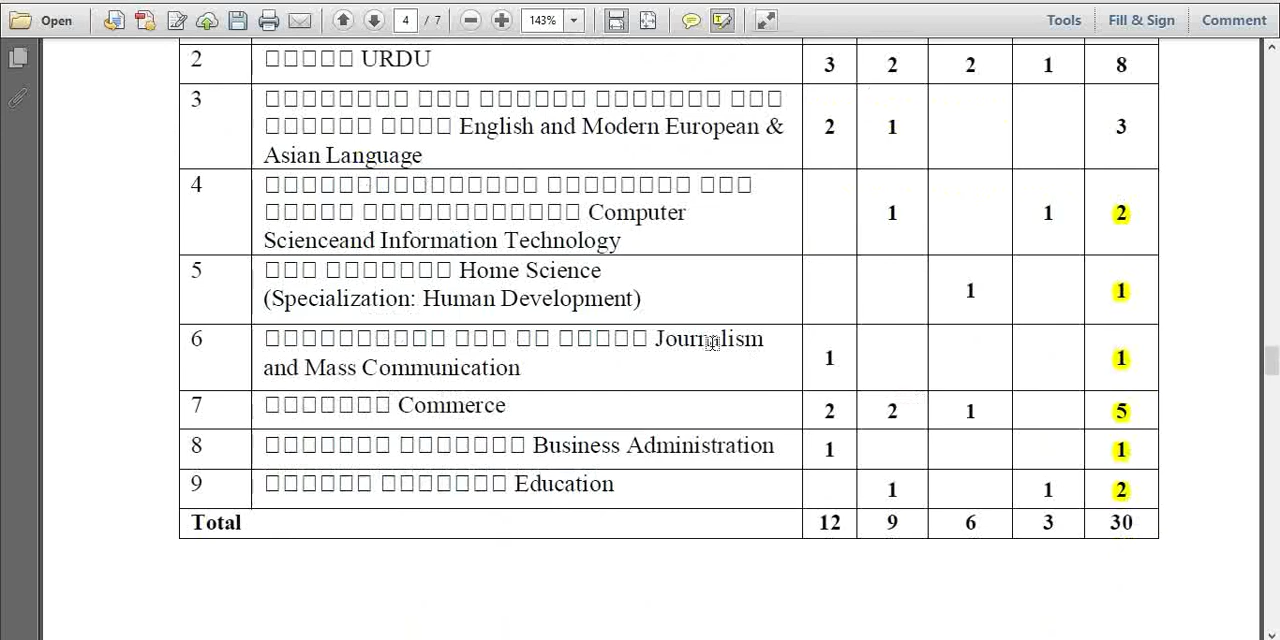 Open
4 / 7
143%
Tools
Fill & Sign
Comment
2 URDU 3 2 2 1 8
3
English and Modern European & 2 1 3
Asian Language
4
Computer 1 1 2
Scienceand Information Technology
5 Home Science
(Specialization: Human Development) 1 1
6 Journalism
and Mass Communication 1 1
7 Commerce 2 2 1 5
8 Business Administration 1 1
9 Education 1 1 2
Total 12 9 6 3 30